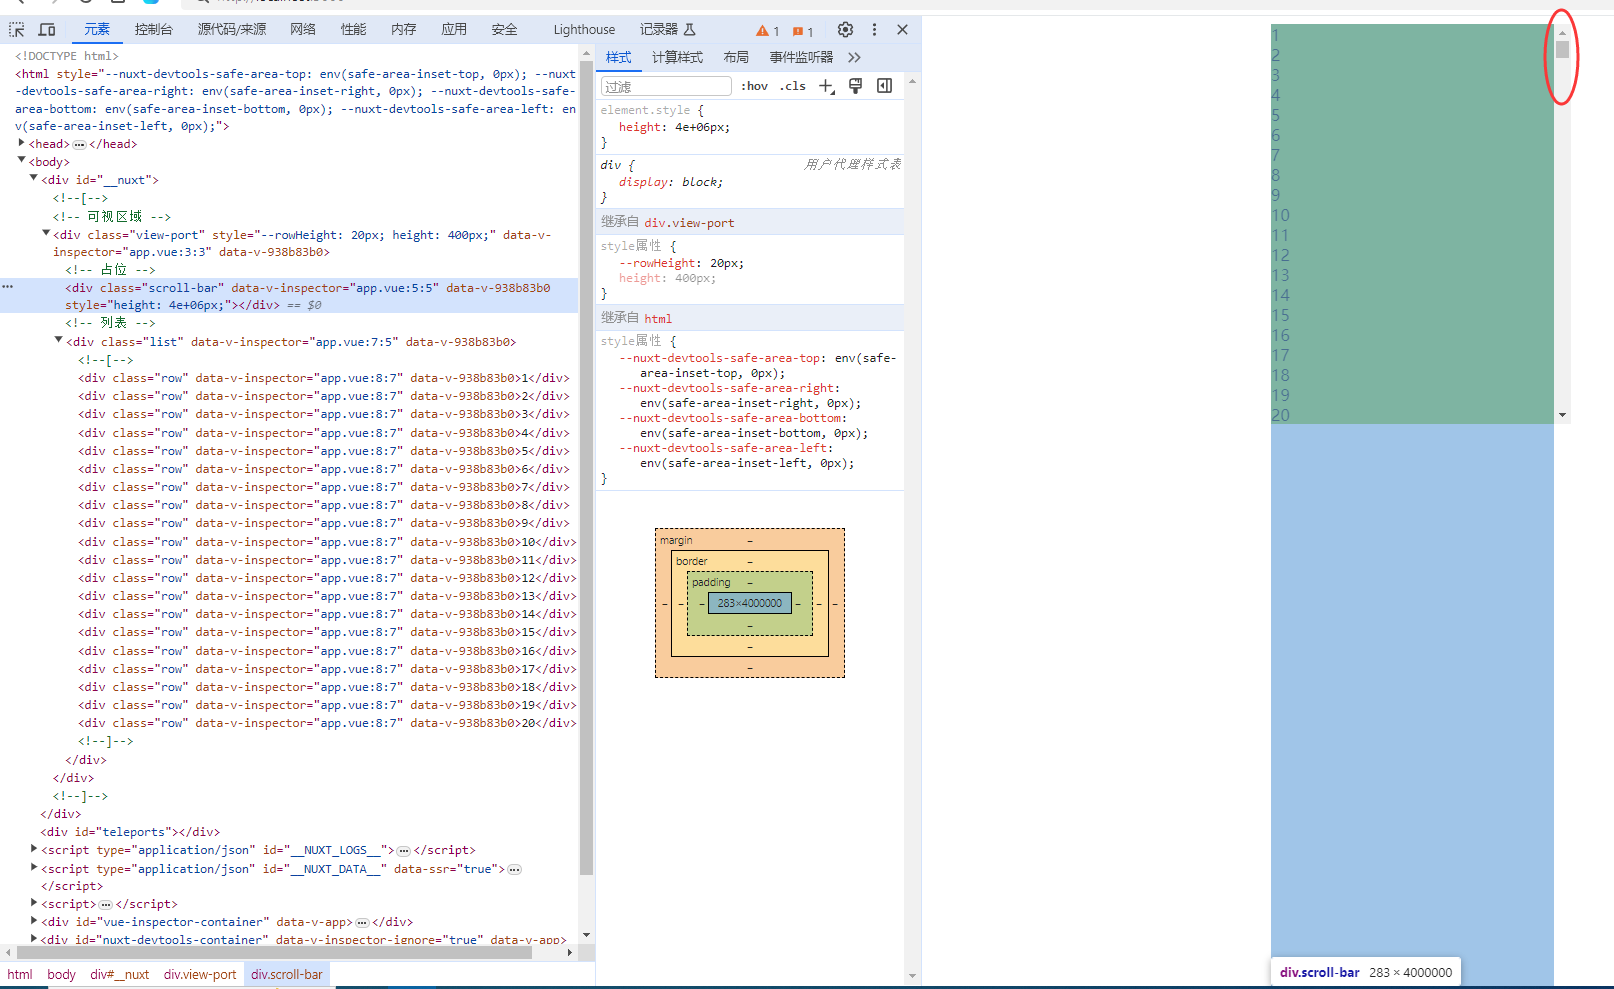 元素 控制台 源代码/来源 网络 性能 内存 应用 安全 Lighthouse 记录器 1 1
<!DOCTYPE html>
<html style="--nuxt-devtools-safe-area-top: env(safe-area-inset-top, 0px); --nuxt
-devtools-safe-area-right: env(safe-area-inset-right, 0px); --nuxt-devtools-safe-
area-bottom: env(safe-area-inset-bottom, 0px); --nuxt-devtools-safe-area-left: en
v(safe-area-inset-left, 0px);">
<head>…</head>
<body>
<div id="__nuxt">
<!--[-->
<!-- 可视区域 -->
<div class="view-port" style="--rowHeight: 20px; height: 400px;" data-v-
inspector="app.vue:3:3" data-v-938b83b0>
<!-- 占位 -->
<div class="scroll-bar" data-v-inspector="app.vue:5:5" data-v-938b83b0
style="height: 4e+06px;"></div> == $0
<!-- 列表 -->
<div class="list" data-v-inspector="app.vue:7:5" data-v-938b83b0>
<!--[-->
<div class="row" data-v-inspector="app.vue:8:7" data-v-938b83b0>1</div>
<div class="row" data-v-inspector="app.vue:8:7" data-v-938b83b0>2</div>
<div class="row" data-v-inspector="app.vue:8:7" data-v-938b83b0>3</div>
<div class="row" data-v-inspector="app.vue:8:7" data-v-938b83b0>4</div>
<div class="row" data-v-inspector="app.vue:8:7" data-v-938b83b0>5</div>
<div class="row" data-v-inspector="app.vue:8:7" data-v-938b83b0>6</div>
<div class="row" data-v-inspector="app.vue:8:7" data-v-938b83b0>7</div>
<div class="row" data-v-inspector="app.vue:8:7" data-v-938b83b0>8</div>
<div class="row" data-v-inspector="app.vue:8:7" data-v-938b83b0>9</div>
<div class="row" data-v-inspector="app.vue:8:7" data-v-938b83b0>10</div>
<div class="row" data-v-inspector="app.vue:8:7" data-v-938b83b0>11</div>
<div class="row" data-v-inspector="app.vue:8:7" data-v-938b83b0>12</div>
<div class="row" data-v-inspector="app.vue:8:7" data-v-938b83b0>13</div>
<div class="row" data-v-inspector="app.vue:8:7" data-v-938b83b0>14</div>
<div class="row" data-v-inspector="app.vue:8:7" data-v-938b83b0>15</div>
<div class="row" data-v-inspector="app.vue:8:7" data-v-938b83b0>16</div>
<div class="row" data-v-inspector="app.vue:8:7" data-v-938b83b0>17</div>
<div class="row" data-v-inspector="app.vue:8:7" data-v-938b83b0>18</div>
<div class="row" data-v-inspector="app.vue:8:7" data-v-938b83b0>19</div>
<div class="row" data-v-inspector="app.vue:8:7" data-v-938b83b0>20</div>
<!--]-->
</div>
</div>
<!--]-->
</div>
<div id="teleports"></div>
<script type="application/json" id="__NUXT_LOGS__">…</script>
<script type="application/json" id="__NUXT_DATA__" data-ssr="true">…
</script>
<script>…</script>
<div id="vue-inspector-container" data-v-app>…</div>
<div id="nuxt-devtools-container" data-v-inspector-ignore="true" data-v-app>
html body div#__nuxt div.view-port div.scroll-bar
样式 计算样式 布局 事件监听器
过滤 :hov .cls
element.style {
height: 4e+06px;
}
div { 用户代理样式表
display: block;
}
继承自 div.view-port
style属性 {
--rowHeight: 20px;
height: 400px;
}
继承自 html
style属性 {
--nuxt-devtools-safe-area-top: env(safe-
area-inset-top, 0px);
--nuxt-devtools-safe-area-right:
env(safe-area-inset-right, 0px);
--nuxt-devtools-safe-area-bottom:
env(safe-area-inset-bottom, 0px);
--nuxt-devtools-safe-area-left:
env(safe-area-inset-left, 0px);
}
margin –
border –
padding –
– – – 283×4000000 – – –
–
–
–
1
2
3
4
5
6
7
8
9
10
11
12
13
14
15
16
17
18
19
20
div.scroll-bar 283 × 4000000